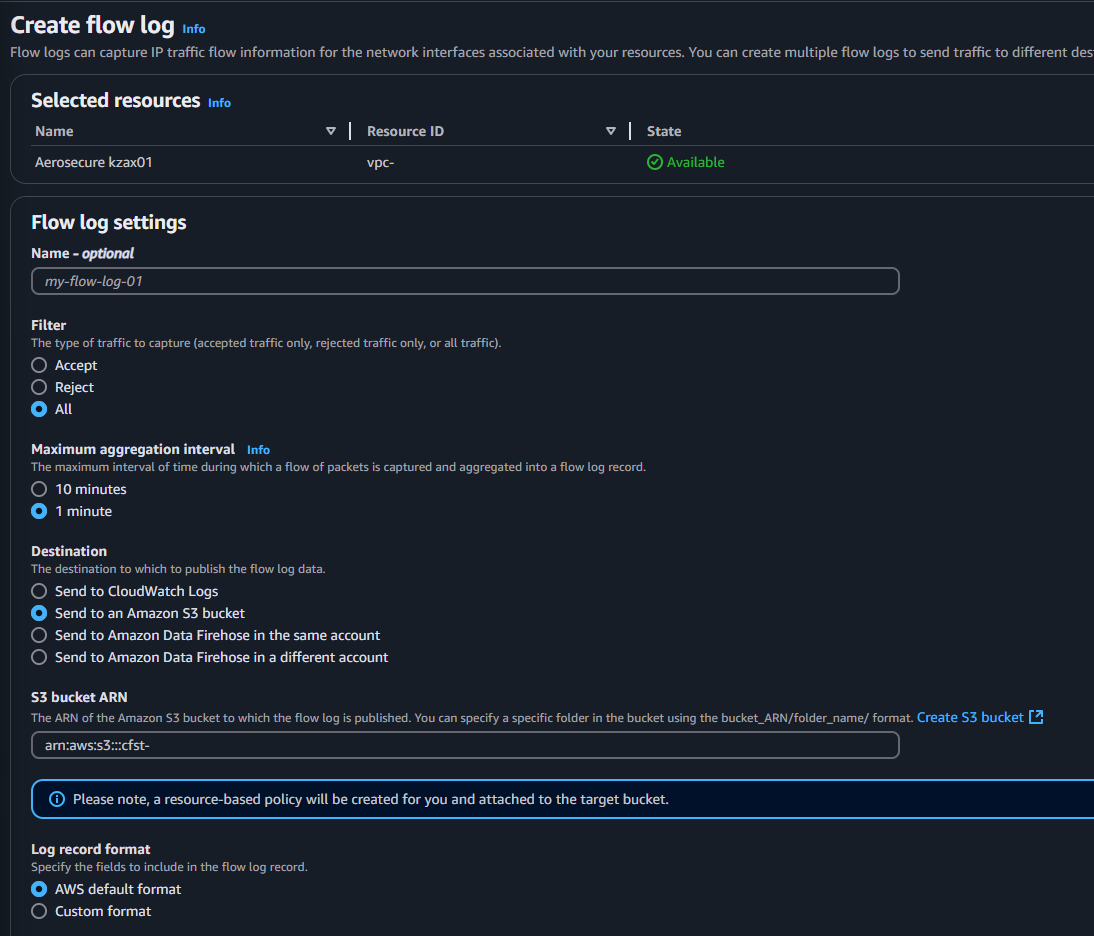 Create flow log Info
Flow logs can capture IP traffic flow information for the network interfaces associated with your resources. You can create multiple flow logs to send traffic to different
Selected resources Info
Name Resource ID State
Aerosecure kzax01 vpc- Available
Flow log settings
Name - optional
my-flow-log-01
Filter
The type of traffic to capture (accepted traffic only, rejected traffic only, or all traffic).
Accept
Reject
All
Maximum aggregation interval Info
The maximum interval of time during which a flow of packets is captured and aggregated into a flow log record.
10 minutes
1 minute
Destination
The destination to which to publish the flow log data.
Send to CloudWatch Logs
Send to an Amazon S3 bucket
Send to Amazon Data Firehose in the same account
Send to Amazon Data Firehose in a different account
S3 bucket ARN
The ARN of the Amazon S3 bucket to which the flow log is published. You can specify a specific folder in the bucket using the bucket_ARN/folder_name/ format. Create S3 bucket
arn:aws:s3:::cfst-
Please note, a resource-based policy will be created for you and attached to the target bucket.
Log record format
Specify the fields to include in the flow log record.
AWS default format
Custom format